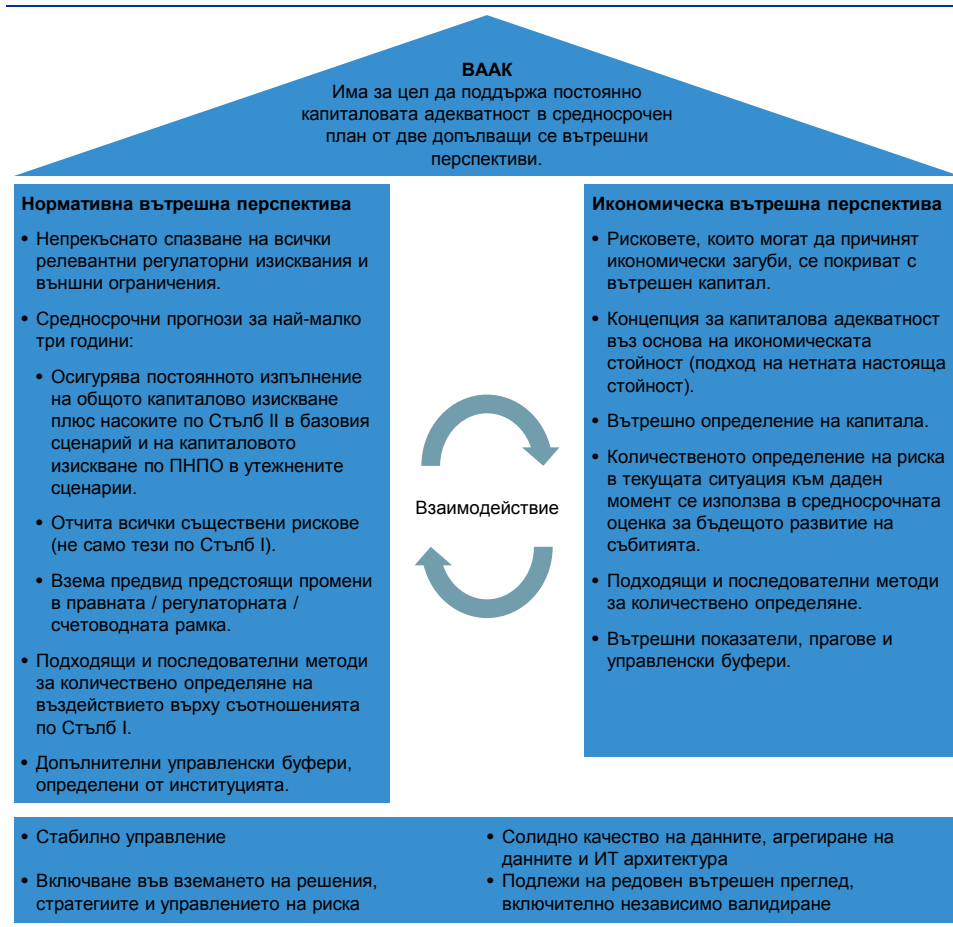 ВААК
Има за цел да поддържа постоянно
капиталовата адекватност в средносрочен
план от две допълващи се вътрешни
перспективи.
Нормативна вътрешна перспектива
• Непрекъснато спазване на всички
релевантни регулаторни изисквания и
външни ограничения.
• Средносрочни прогнози за най-малко
три години:
• Осигурява постоянното изпълнение
на общото капиталово изискване
плюс насоките по Стълб II в базовия
сценарий и на капиталовото
изискване по ПНПО в утежнените
сценарии.
• Отчита всички съществени рискове
(не само тези по Стълб I).
• Взема предвид предстоящи промени
в правната / регулаторната /
счетоводната рамка.
• Подходящи и последователни методи
за количествено определяне на
въздействието върху съотношенията
по Стълб I.
• Допълнителни управленски буфери,
определени от институцията.
Взаимодействие
Икономическа вътрешна перспектива
• Рисковете, които могат да причинят
икономически загуби, се покриват с
вътрешен капитал.
• Концепция за капиталова адекватност
въз основа на икономическата
стойност (подход на нетната настояща
стойност).
• Вътрешно определение на капитала.
• Количественото определение на риска
в текущата ситуация към даден
момент се използва в средносрочната
оценка за бъдещото развитие на
събитията.
• Подходящи и последователни методи
за количествено определяне.
• Вътрешни показатели, прагове и
управленски буфери.
• Стабилно управление
• Включване във вземането на решения,
стратегиите и управлението на риска
• Солидно качество на данните, агрегиране на
данните и ИТ архитектура
• Подлежи на редовен вътрешен преглед,
включително независимо валидиране